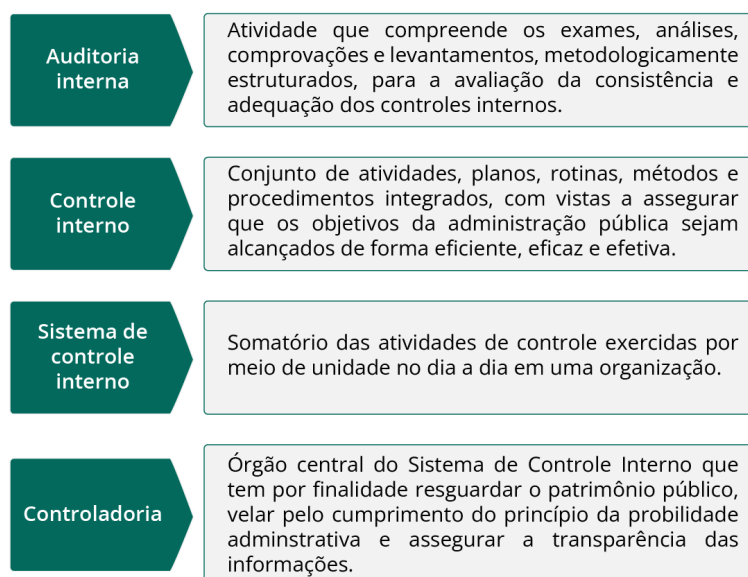 Auditoria
interna
Atividade que compreende os exames, análises,
comprovações e levantamentos, metodologicamente
estruturados, para a avaliação da consistência e
adequação dos controles internos.
Controle
interno
Conjunto de atividades, planos, rotinas, métodos e
procedimentos integrados, com vistas a assegurar
que os objetivos da administração pública sejam
alcançados de forma eficiente, eficaz e efetiva.
Sistema de
controle
interno
Somatório das atividades de controle exercidas por
meio de unidade no dia a dia em uma organização.
Controladoria
Órgão central do Sistema de Controle Interno que
tem por finalidade resguardar o patrimônio público,
velar pelo cumprimento do princípio da probilidade
adminstrativa e assegurar a transparência das
informações.